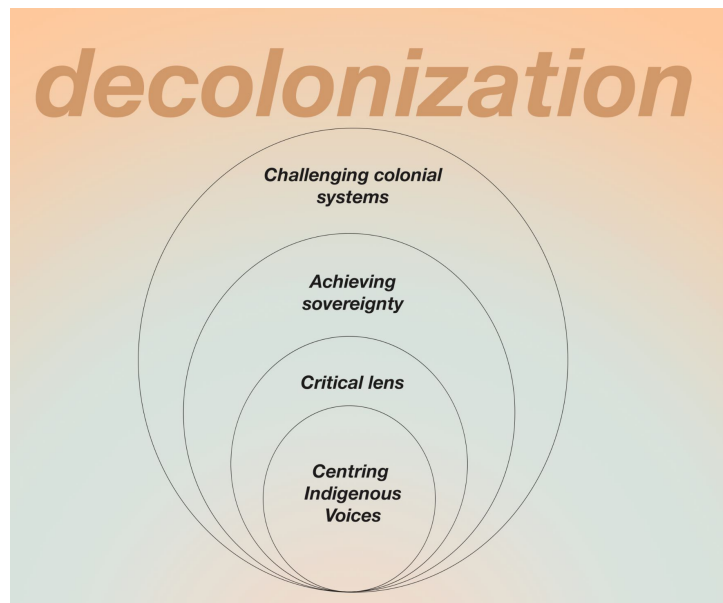 decolonization
Challenging colonial
systems
Achieving
sovereignty
Critical lens
Centring
Indigenous
Voices